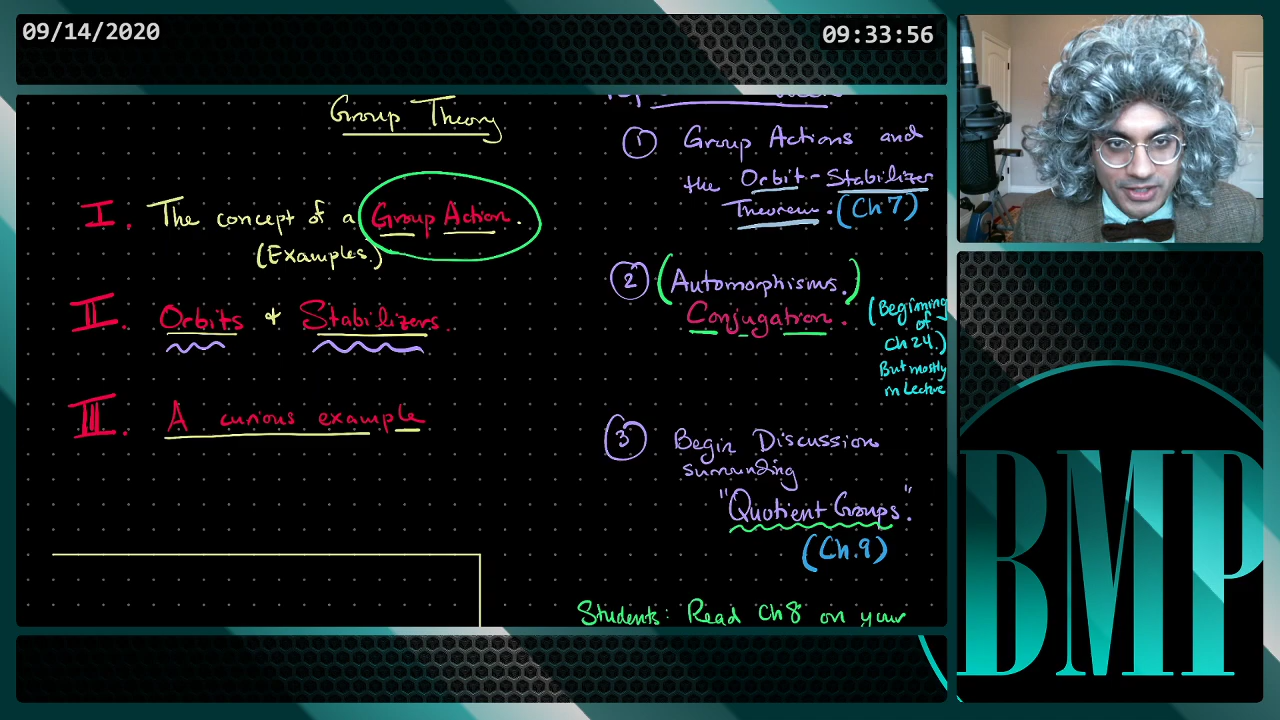 09/14/2020
09:33:56
Group Theory
I. The concept of a Group Action.
(Examples.)
II. Orbits & Stabilizers.
III. A curious example
1 Group Actions and
the Orbit-Stabilizer
Theorem. (Ch 7)
2 (Automorphisms.)
Conjugation.
(Beginning
of
Ch 24.)
But mostly
in Lecture
3 Begin Discussion
surrounding
"Quotient Groups".
(Ch. 9)
Students: Read Ch 8 on your
BMP